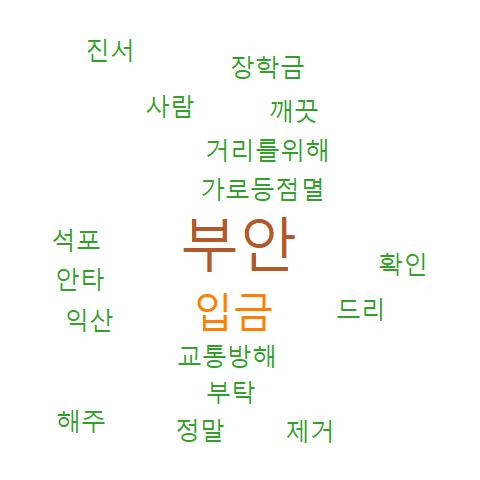 진서
장학금
사람
깨끗
거리를위해
가로등점멸
부안
석포
확인
안타
입금
드리
익산
교통방해
부탁
해주
정말
제거